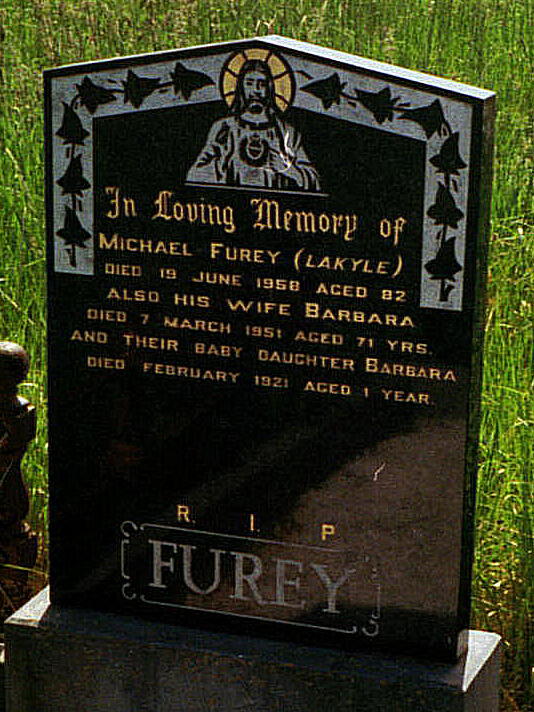 In Loving Memory of
MICHAEL FUREY (LAKYLE)
DIED 19 JUNE 1958 AGED 82
ALSO HIS WIFE BARBARA
DIED 7 MARCH 1951 AGED 71 YRS.
AND THEIR BABY DAUGHTER BARBARA
DIED FEBRUARY 1921 AGED 1 YEAR.
R. I. P
FUREY